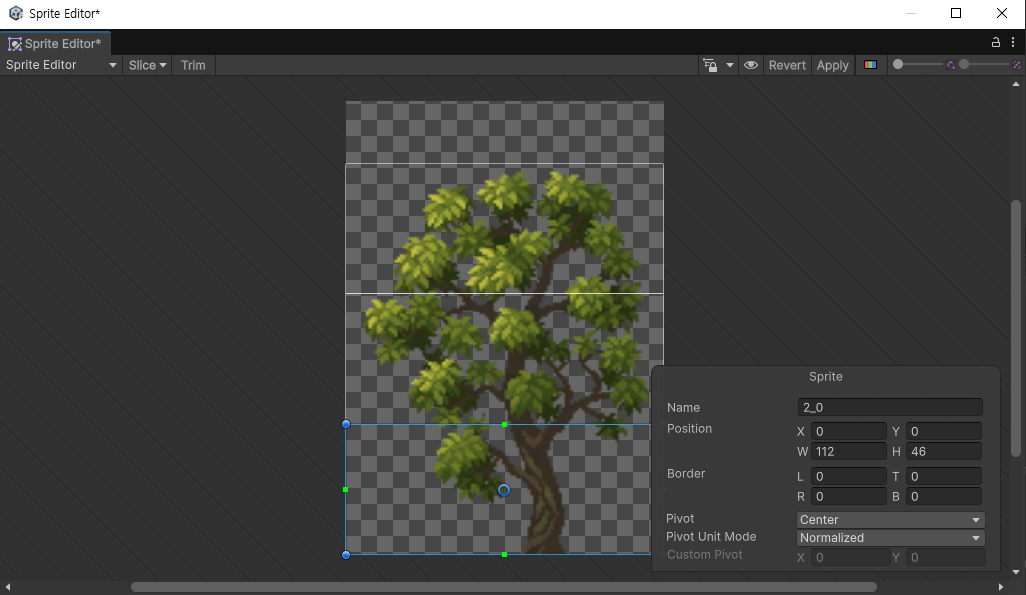 Sprite Editor*
Sprite Editor*
Sprite Editor Slice Trim Revert Apply
Sprite
Name 2_0
Position X 0 Y 0
W 112 H 46
Border L 0 T 0
R 0 B 0
Pivot Center
Pivot Unit Mode Normalized
Custom Pivot X 0 Y 0